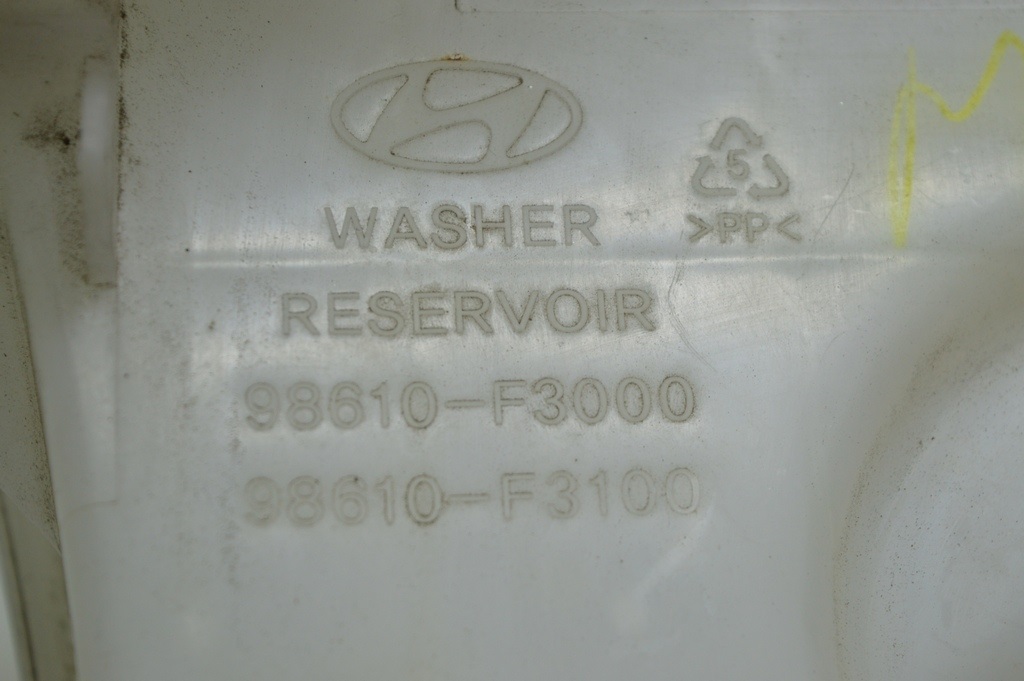 WASHER
RESERVOIR
98610-F3000
98610-F3100
5
>PP<